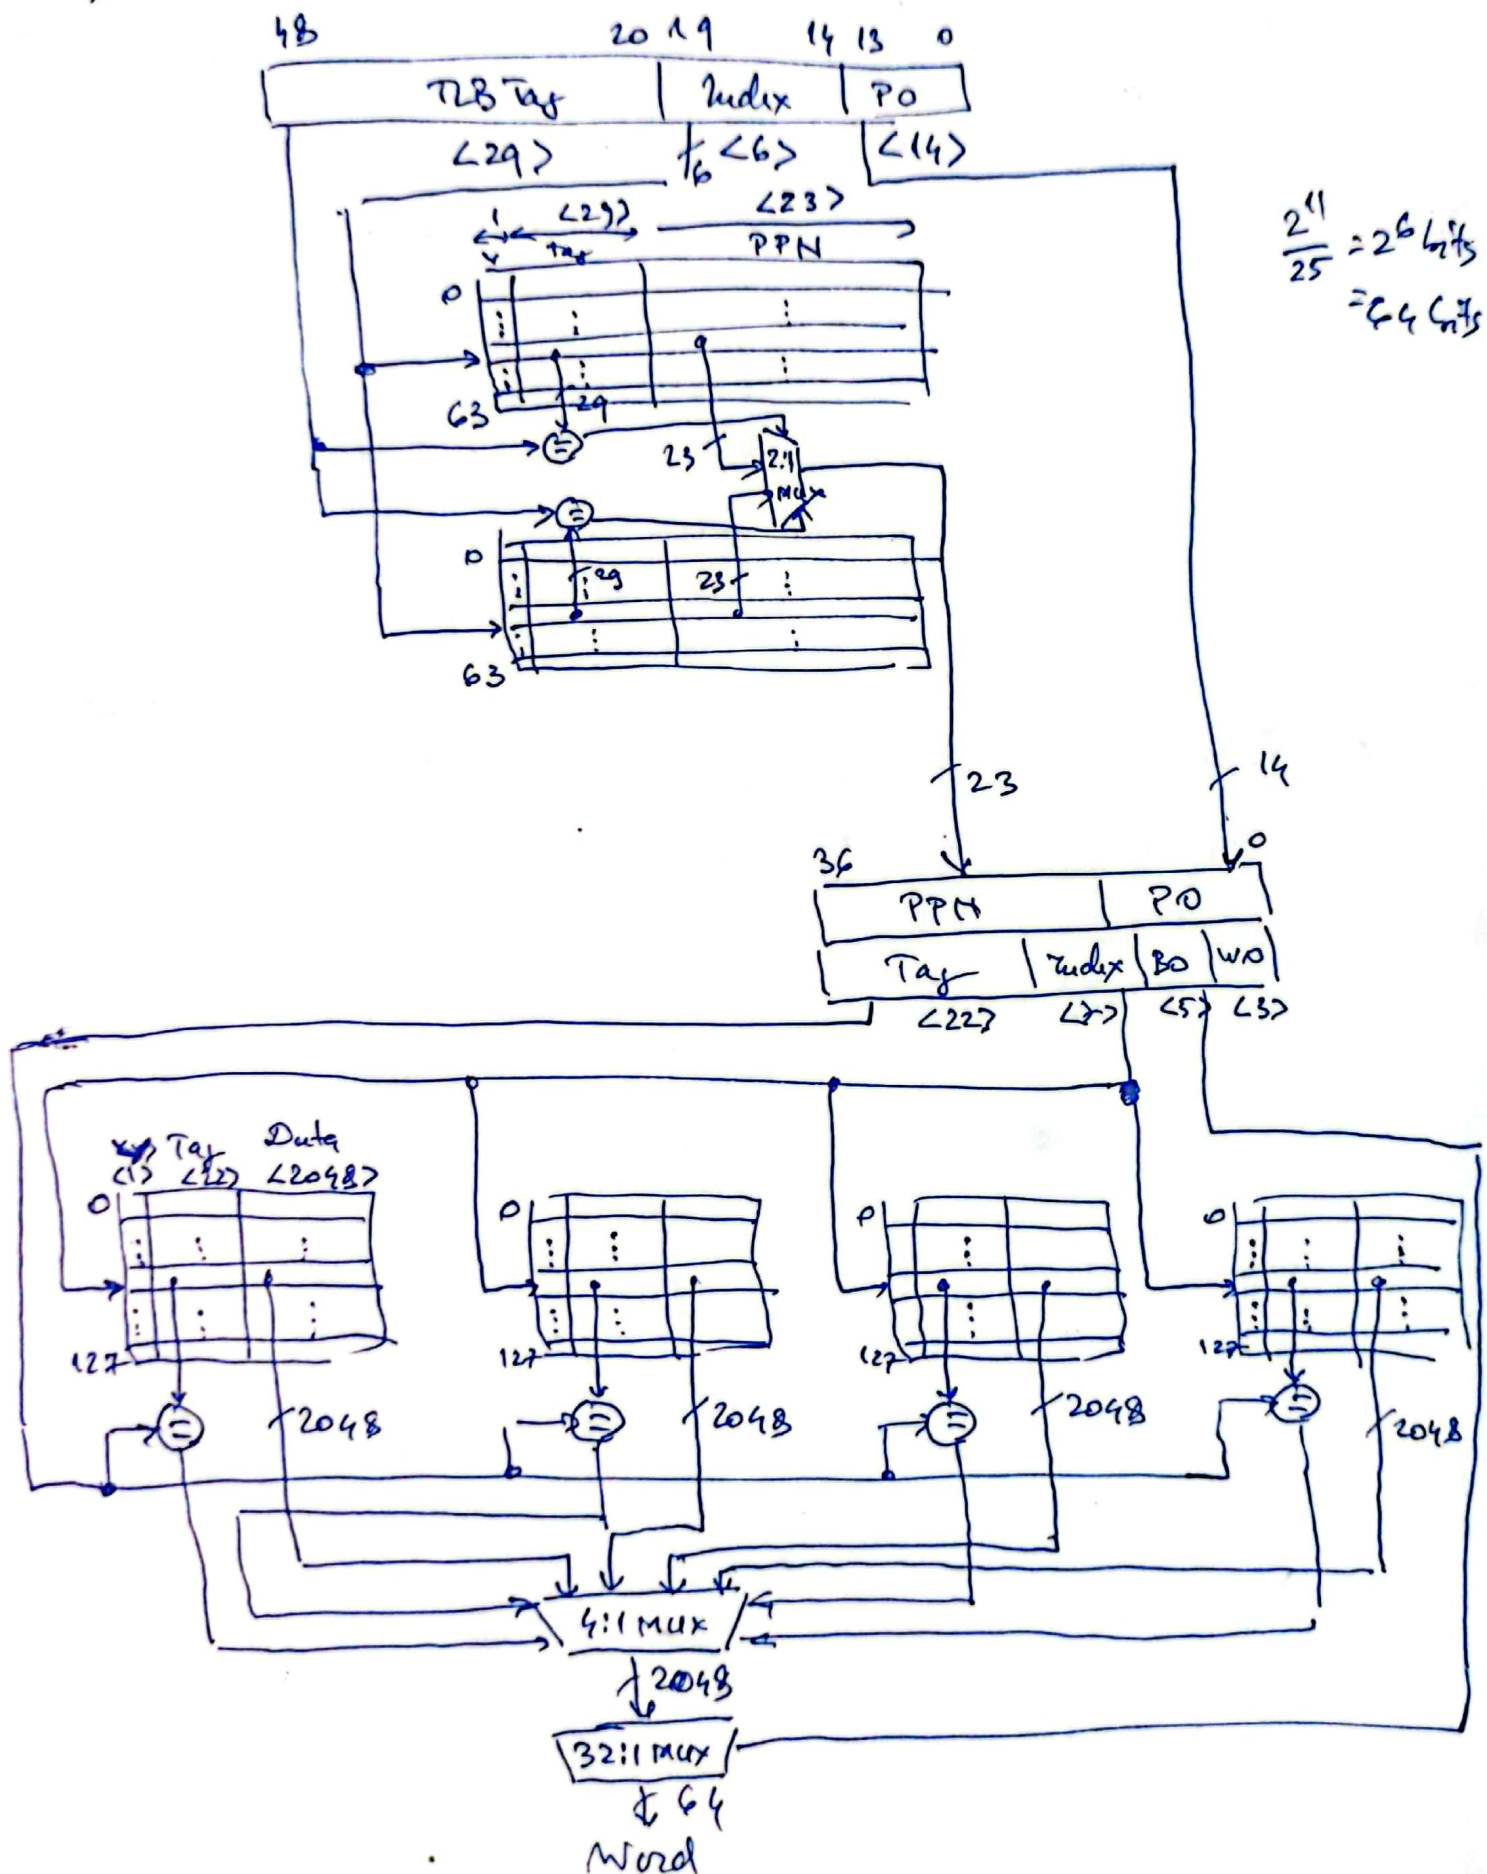 48 20 19 14 13 0
TLB Tag Index PO
<29> 6 <6> <14>
1 <29> <23>
V Tag PPN
2^11/25 = 2^6 bits
= 64 bits
0
63 29
=
23 2:1
MUX
=
0
29 23
63
23 14
36 0
PPN PO
Tag Index BO WO
<22> <7> <5> <3>
Tag Data
<1> <22> <2048>
0 0 0 0
127 127 127 127
= = = =
2048 2048 2048 2048
4:1 MUX
2048
32:1 MUX
64
Word